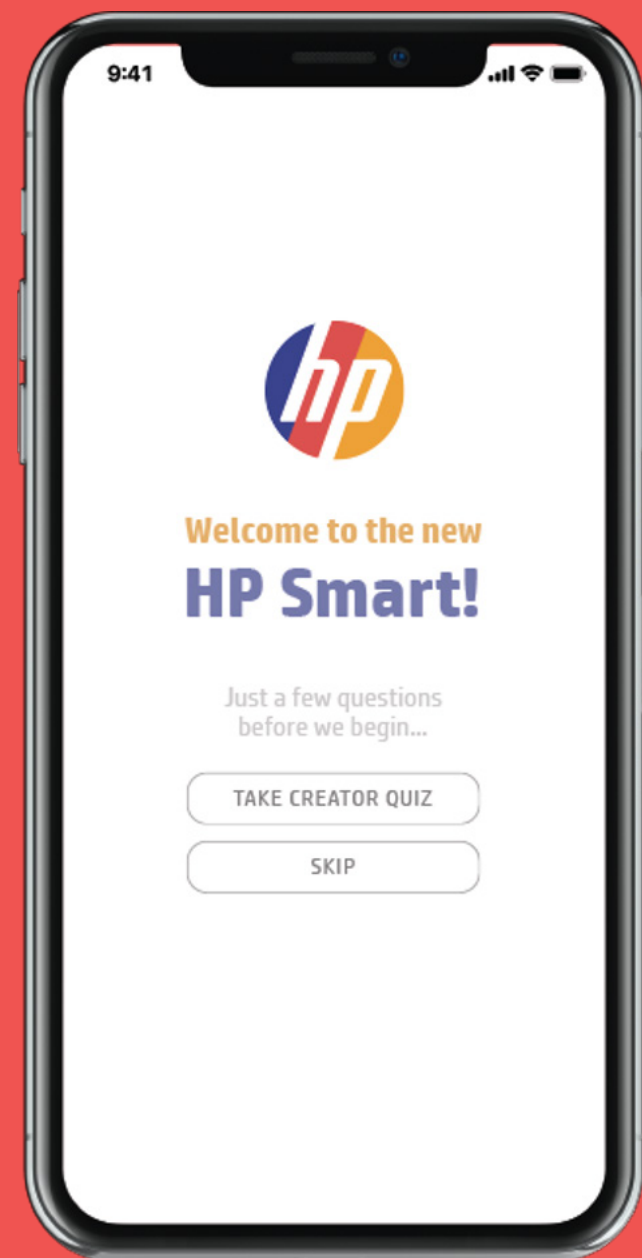 9:41
hp
Welcome to the new
HP Smart!
Just a few questions
before we begin...
TAKE CREATOR QUIZ
SKIP